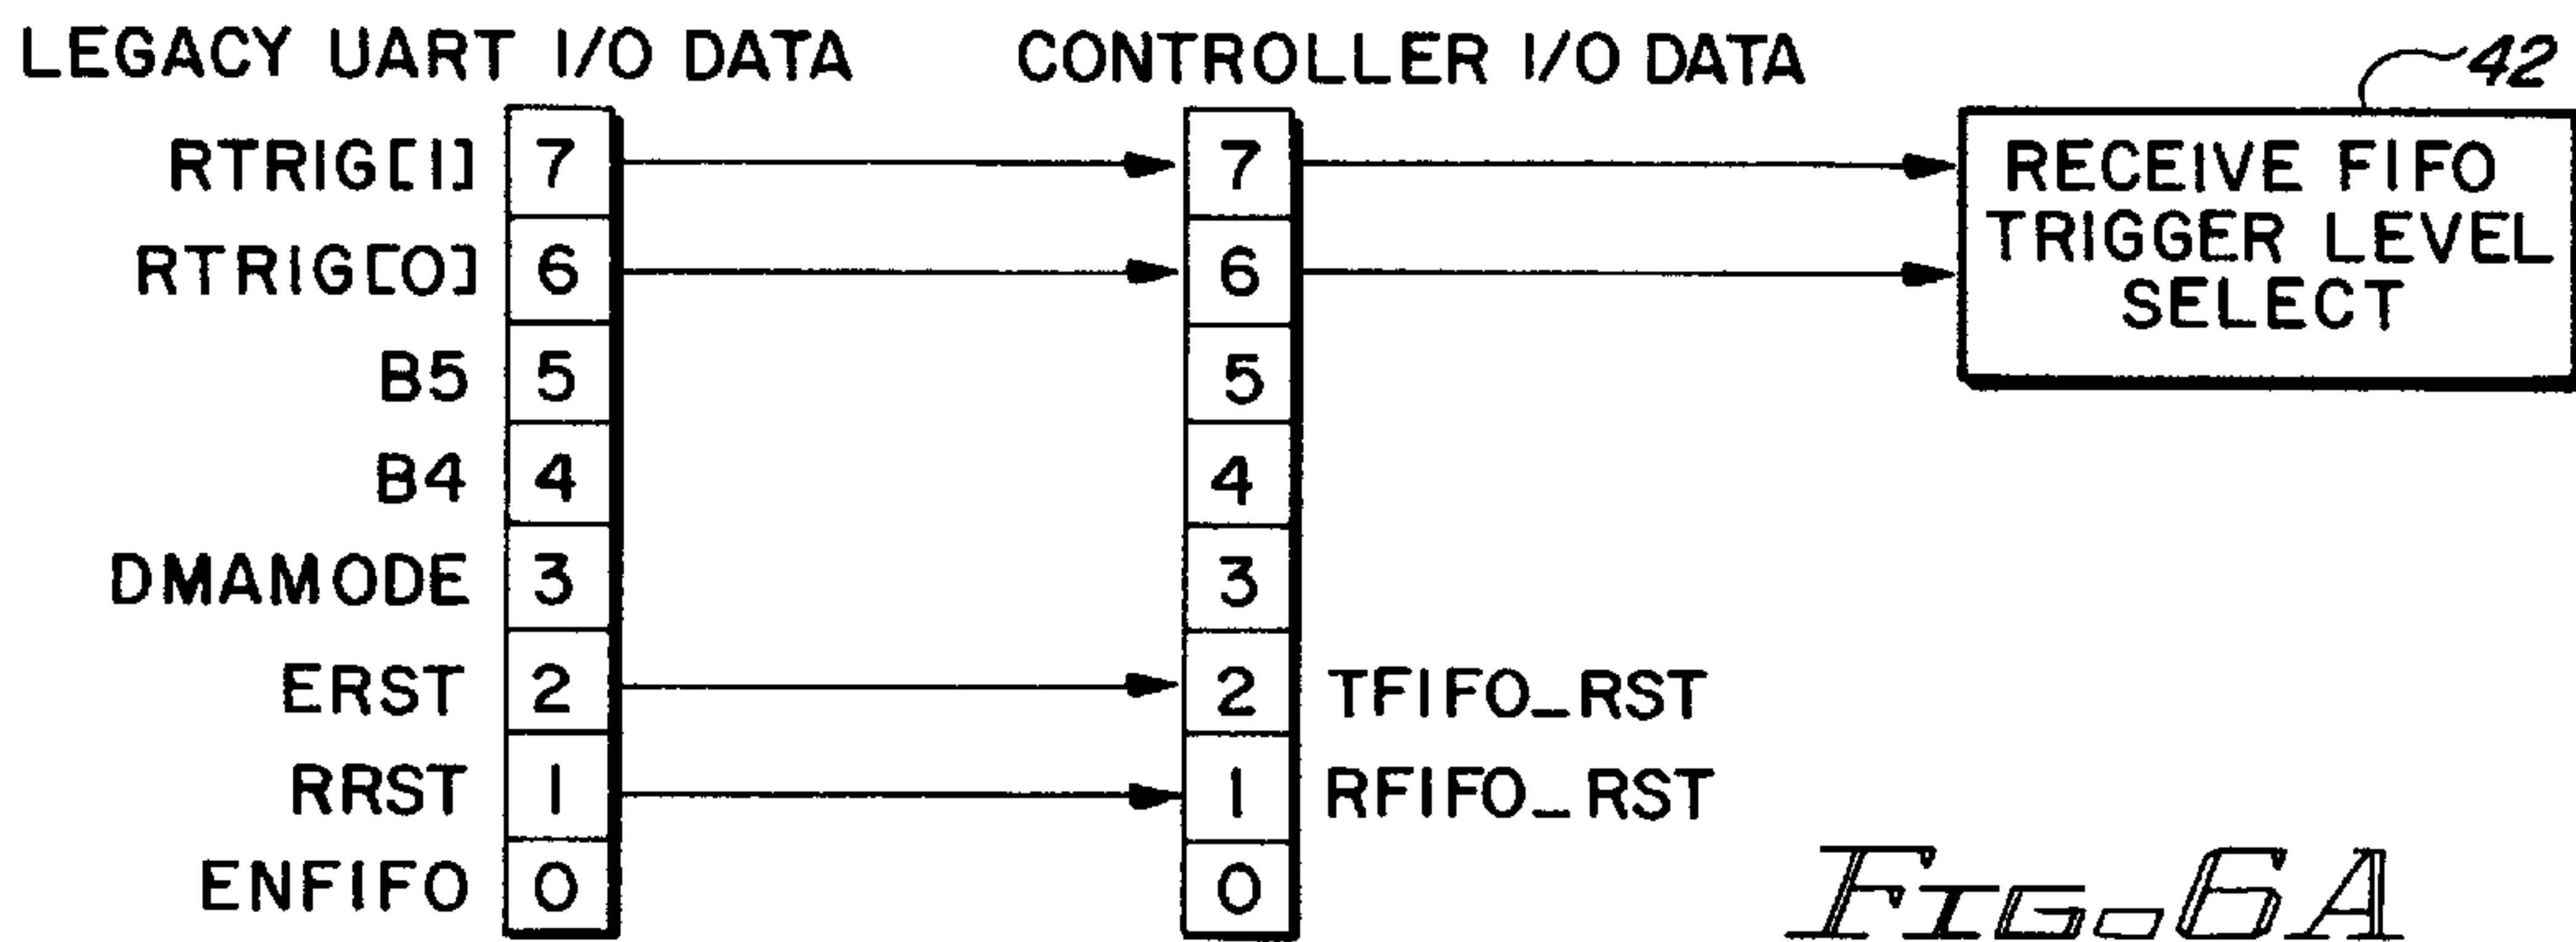 LEGACY UART I/O DATA CONTROLLER I/O DATA 42
RTRIG[1] 7 7 RECEIVE FIFO
TRIGGER LEVEL
RTRIG[0] 6 6 SELECT
B5 5 5
B4 4 4
DMAMODE 3 3
ERST 2 2 TFIFO_RST
RRST 1 1 RFIFO_RST
ENFIFO 0 0
FIG. 6A